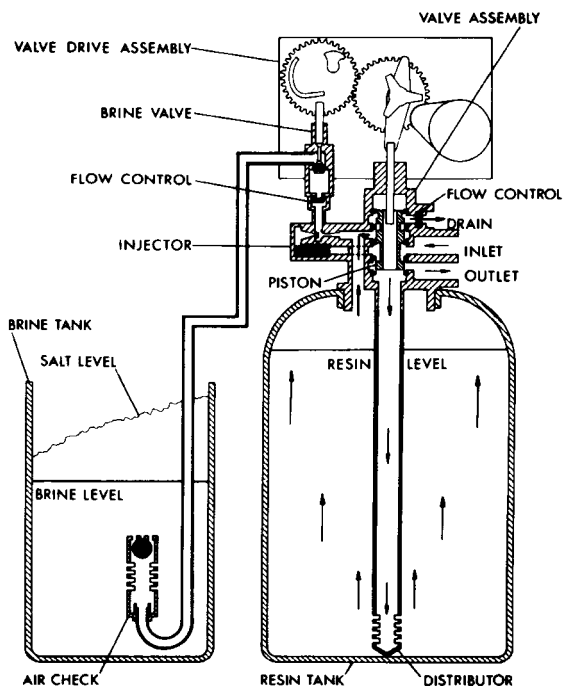 VALVE ASSEMBLY
VALVE DRIVE ASSEMBLY
BRINE VALVE
FLOW CONTROL
FLOW CONTROL
DRAIN
INJECTOR
INLET
PISTON
OUTLET
BRINE TANK
SALT LEVEL
RESIN LEVEL
BRINE LEVEL
AIR CHECK
RESIN TANK
DISTRIBUTOR